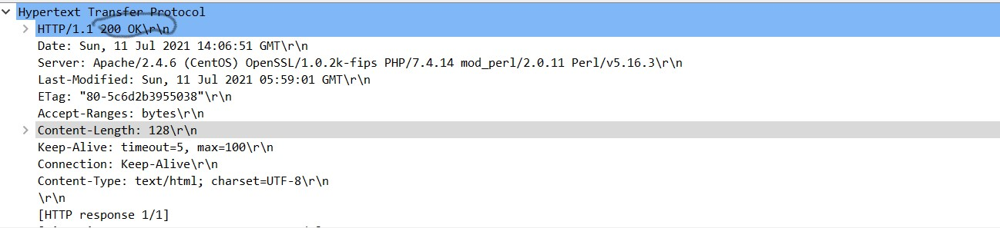 Hypertext Transfer Protocol
HTTP/1.1 200 OK\r\n
Date: Sun, 11 Jul 2021 14:06:51 GMT\r\n
Server: Apache/2.4.6 (CentOS) OpenSSL/1.0.2k-fips PHP/7.4.14 mod_perl/2.0.11 Perl/v5.16.3\r\n
Last-Modified: Sun, 11 Jul 2021 05:59:01 GMT\r\n
ETag: "80-5c6d2b3955038"\r\n
Accept-Ranges: bytes\r\n
Content-Length: 128\r\n
Keep-Alive: timeout=5, max=100\r\n
Connection: Keep-Alive\r\n
Content-Type: text/html; charset=UTF-8\r\n
\r\n
[HTTP response 1/1]